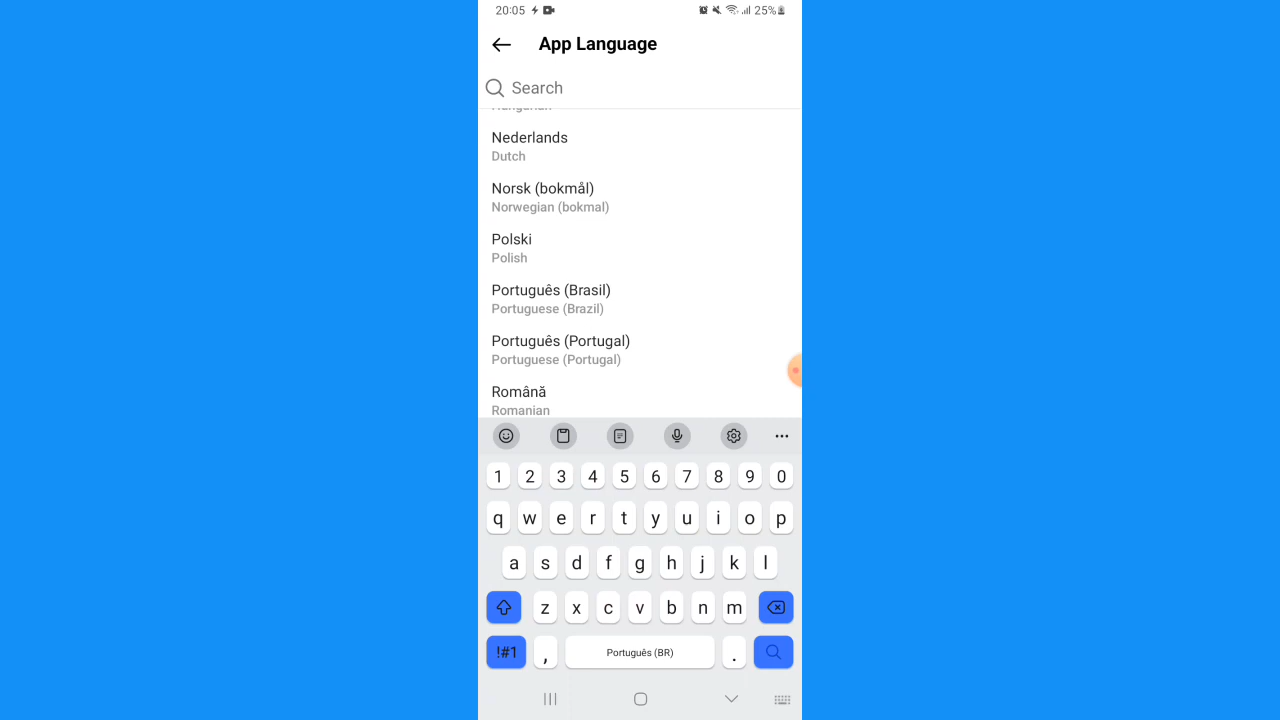 20:05 25%
App Language
Search
Hungarian
Nederlands
Dutch
Norsk (bokmål)
Norwegian (bokmal)
Polski
Polish
Português (Brasil)
Portuguese (Brazil)
Português (Portugal)
Portuguese (Portugal)
Română
Romanian
1 2 3 4 5 6 7 8 9 0
q w e r t y u i o p
a s d f g h j k l
z x c v b n m
!#1 , Português (BR) .